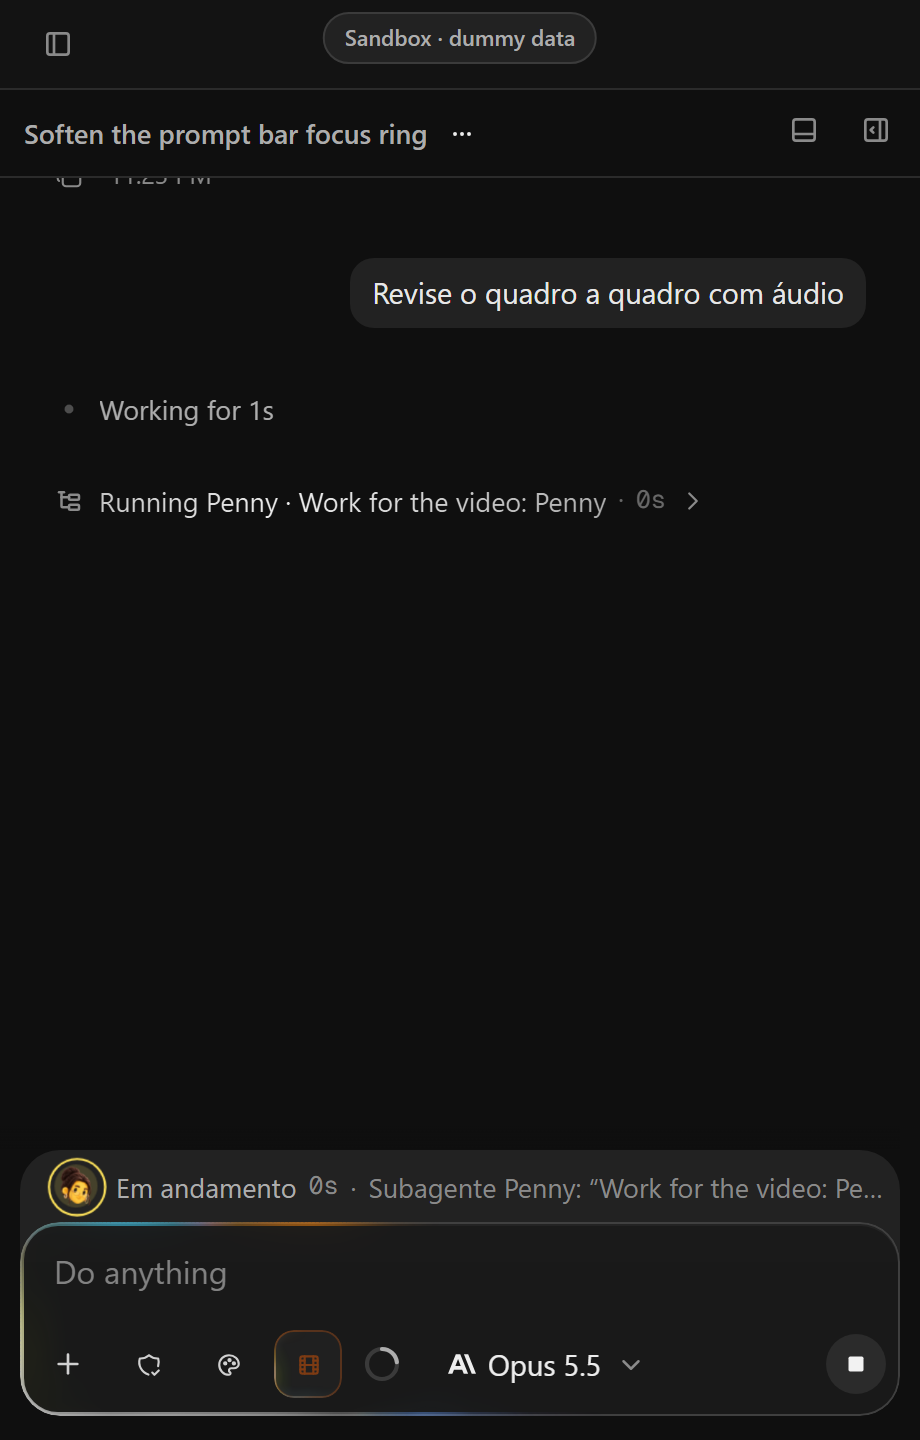 Sandbox · dummy data
Soften the prompt bar focus ring
Revise o quadro a quadro com áudio
Working for 1s
Running Penny · Work for the video: Penny · 0s
Em andamento 0s · Subagente Penny: “Work for the video: Pe...
Do anything
Opus 5.5